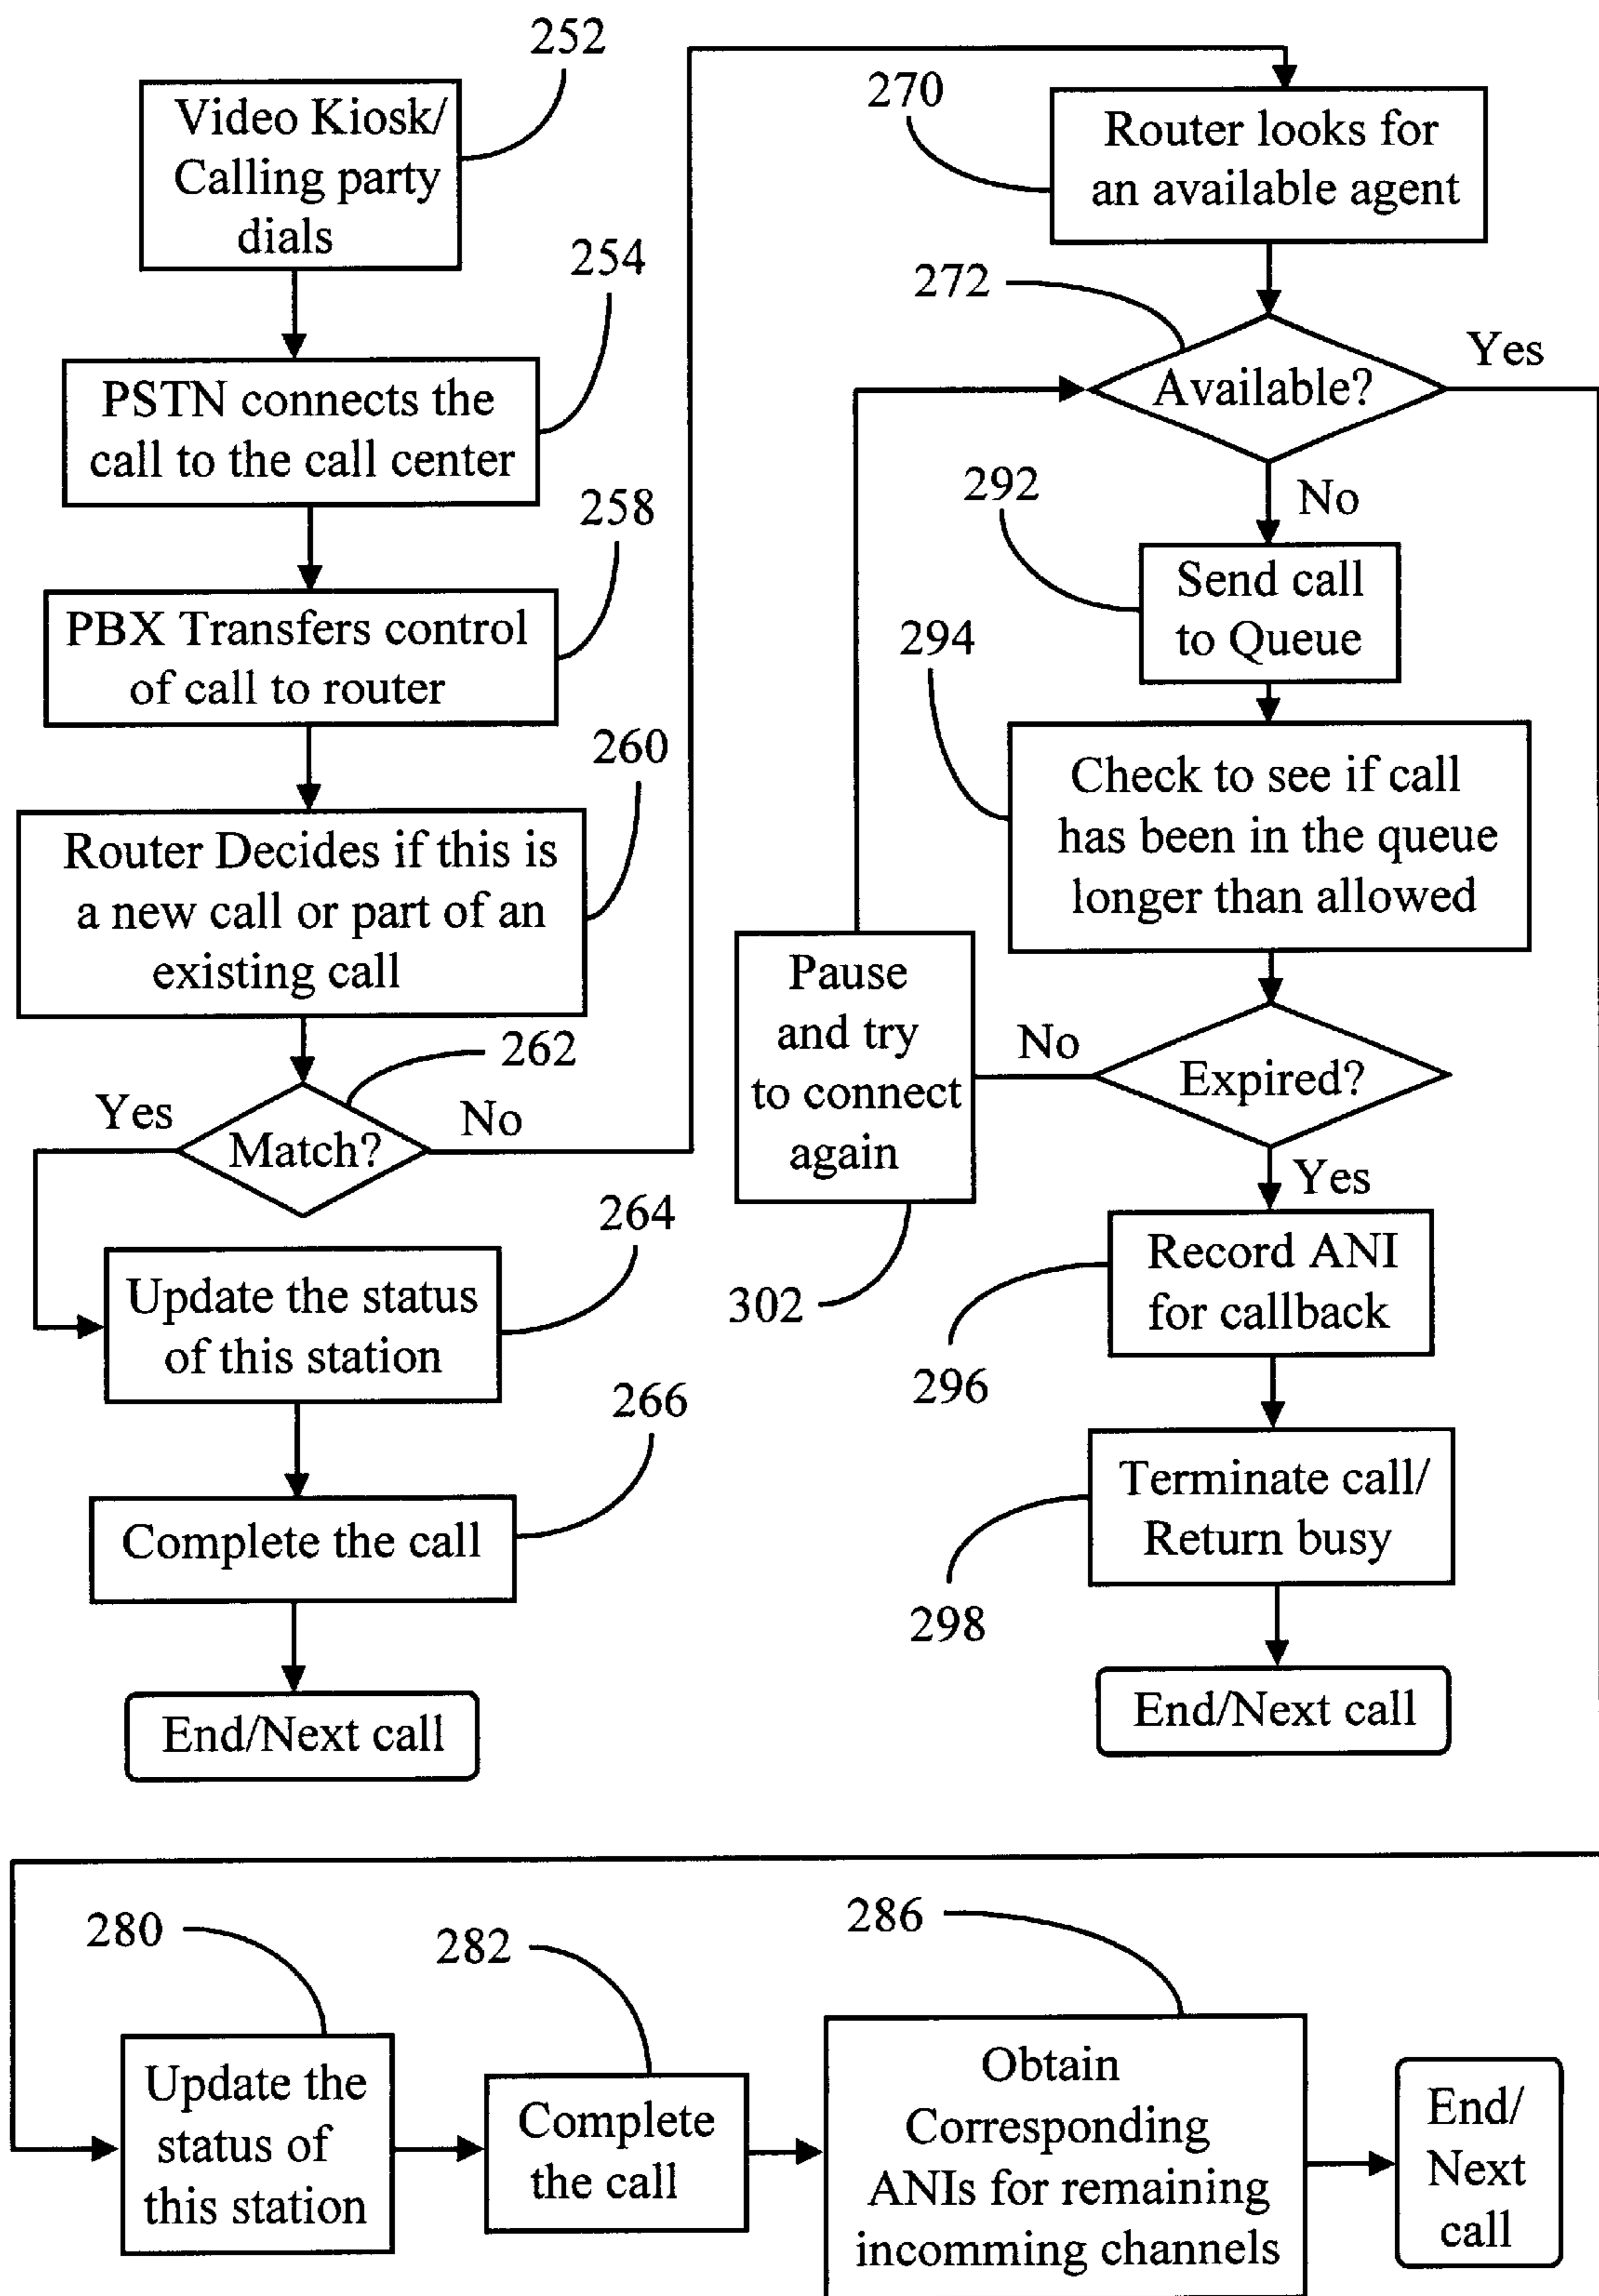 252
Video Kiosk/
Calling party
dials
254
PSTN connects the
call to the call center
258
PBX Transfers control
of call to router
260
Router Decides if this is
a new call or part of an
existing call
262
Yes
Match?
No
264
Update the status
of this station
266
Complete the call
End/Next call
270
Router looks for
an available agent
272
Available?
Yes
No
292
Send call
to Queue
294
Check to see if call
has been in the queue
longer than allowed
Expired?
No
Pause
and try
to connect
again
302
Yes
Record ANI
for callback
296
Terminate call/
Return busy
298
End/Next call
280
Update the
status of
this station
282
Complete
the call
286
Obtain
Corresponding
ANIs for remaining
incomming channels
End/
Next
call